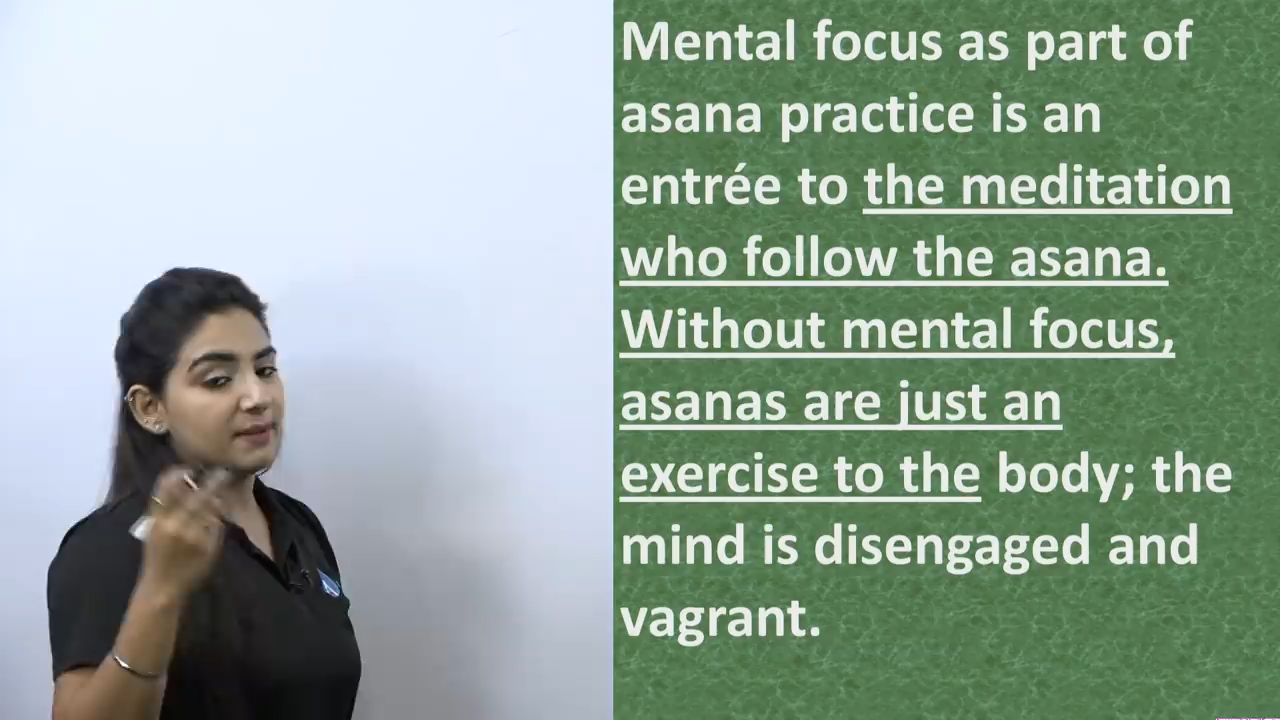 Mental focus as part of
asana practice is an
entrée to the meditation
who follow the asana.
Without mental focus,
asanas are just an
exercise to the body; the
mind is disengaged and
vagrant.